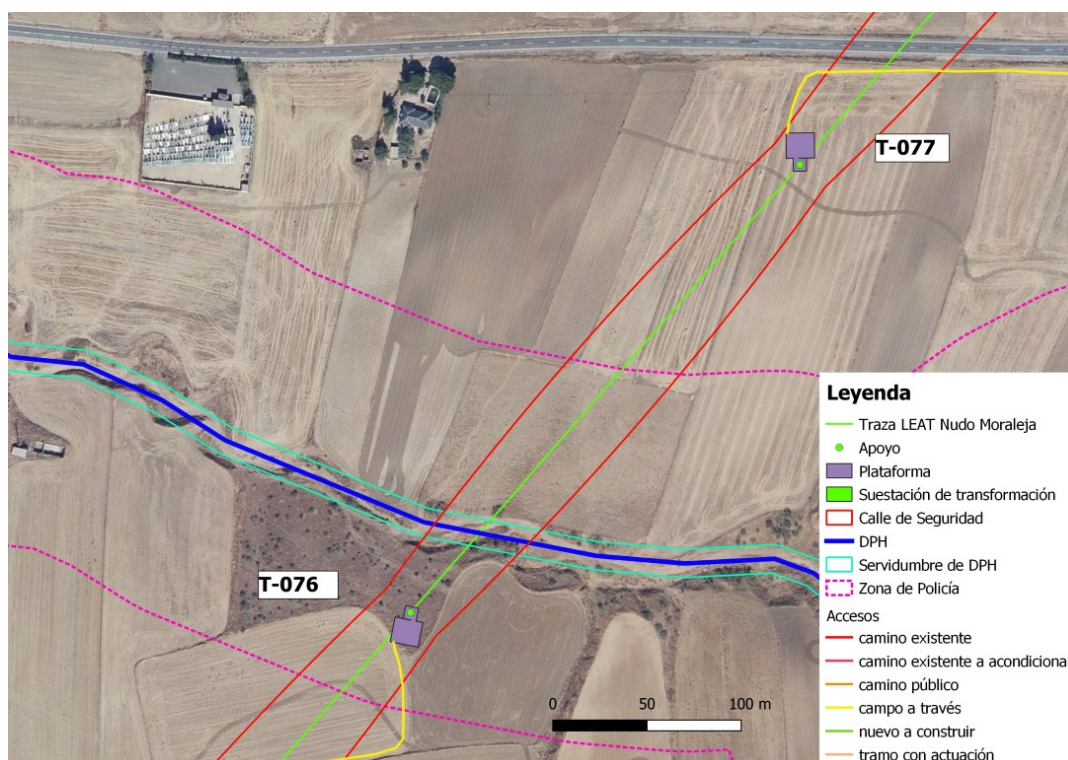 T-077
T-076
0 50 100 m
Leyenda
Traza LEAT Nudo Moraleja
Apoyo
Plataforma
Suestación de transformación
Calle de Seguridad
DPH
Servidumbre de DPH
Zona de Policía
Accesos
camino existente
camino existente a acondiciona
camino público
campo a través
nuevo a construir
tramo con actuación